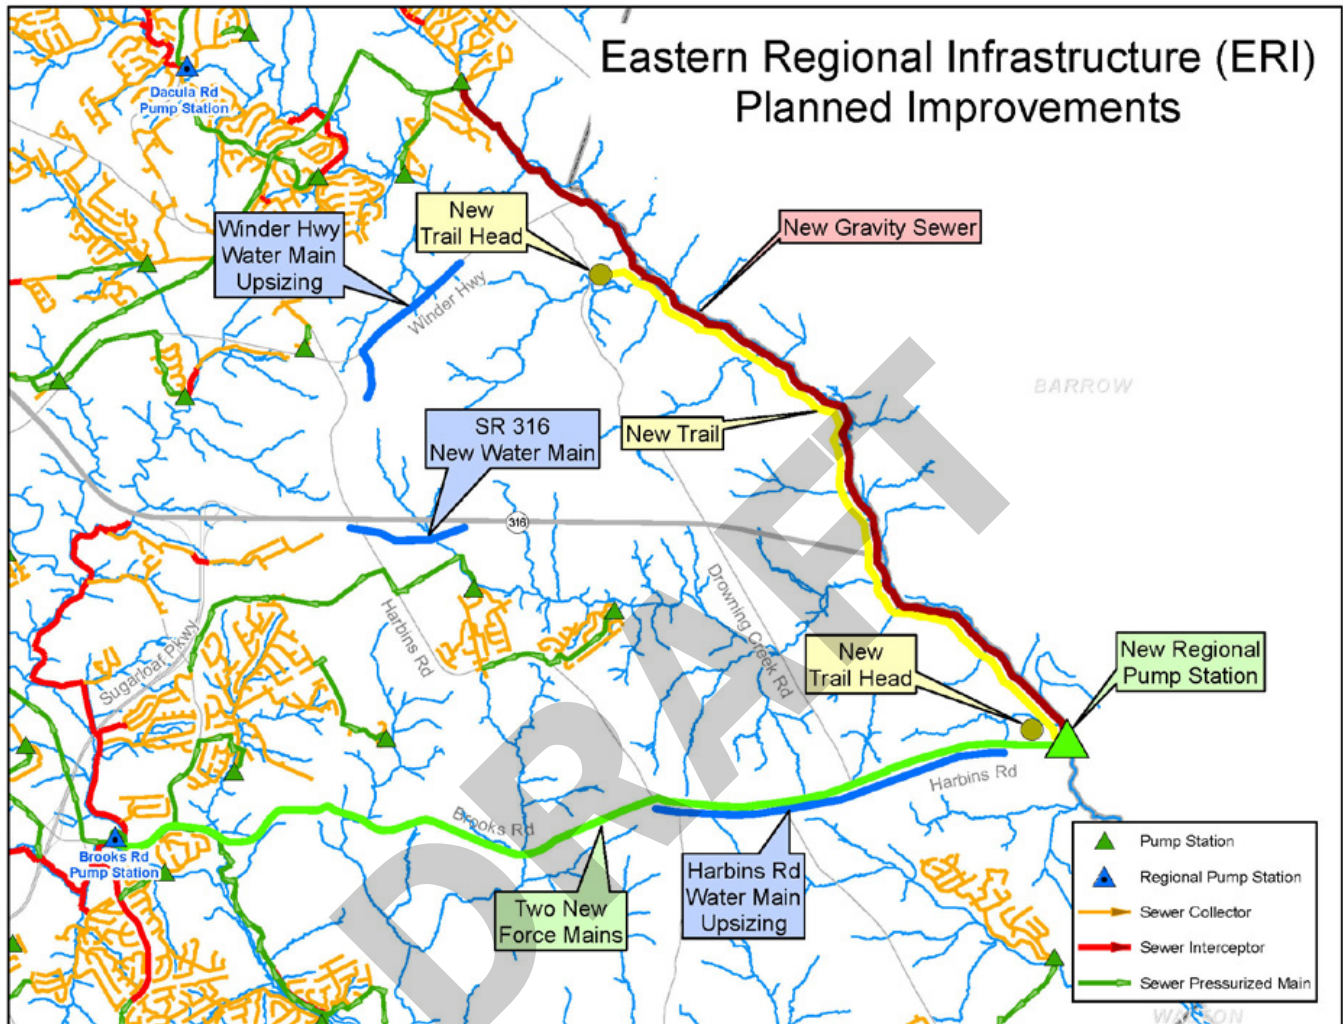 Eastern Regional Infrastructure (ERI)
Planned Improvements
Dacula Rd
Pump Station
New
Trail Head
Winder Hwy
Water Main
Upsizing
New Gravity Sewer
Winder Hwy
BARROW
SR 316
New Water Main
New Trail
316
Drowning Creek Rd
Harbins Rd
Sugarloaf Pkwy
New
Trail Head
New Regional
Pump Station
Harbins Rd
Brooks Rd
Brooks Rd
Pump Station
Harbins Rd
Water Main
Upsizing
Two New
Force Mains
DRAFT
Pump Station
Regional Pump Station
Sewer Collector
Sewer Interceptor
Sewer Pressurized Main
WALTON